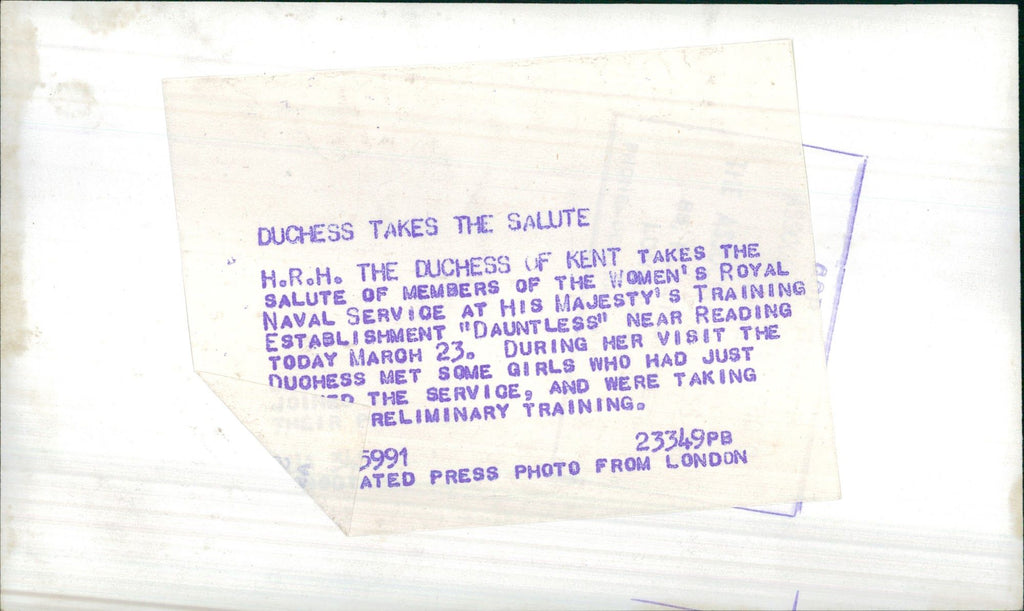 DUCHESS TAKES THE SALUTE
H.R.H. THE DUCHESS OF KENT TAKES THE
SALUTE OF MEMBERS OF THE WOMEN'S ROYAL
NAVAL SERVICE AT HIS MAJESTY'S TRAINING
ESTABLISHMENT "DAUNTLESS" NEAR READING
TODAY MARCH 23. DURING HER VISIT THE
DUCHESS MET SOME GIRLS WHO HAD JUST
THE SERVICE, AND WERE TAKING
RELIMINARY TRAINING.
5991 23349PB
ATED PRESS PHOTO FROM LONDON